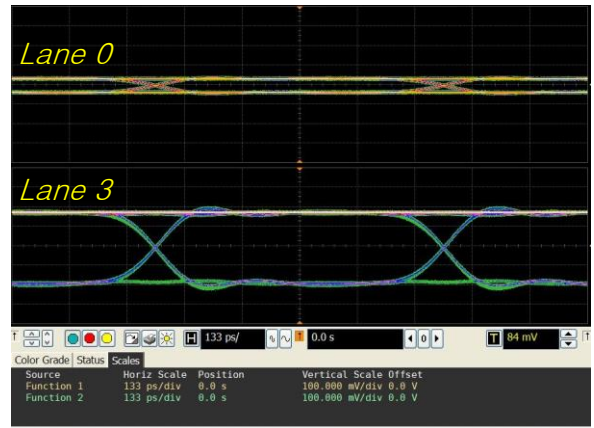 Lane 0
Lane 3
H 133 ps/ 0.0 s 0 T 84 mV
Color Grade Status Scales
Source Horiz Scale Position Vertical Scale Offset
Function 1 133 ps/div 0.0 s 100.000 mV/div 0.0 V
Function 2 133 ps/div 0.0 s 100.000 mV/div 0.0 V